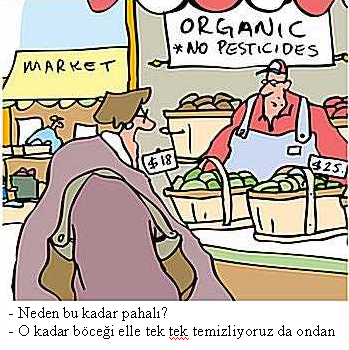 ORGANIC
*NO PESTICIDES
MARKET
$18
$25.
- Neden bu kadar pahalı?
- O kadar böceği elle tek tek temizliyoruz da ondan